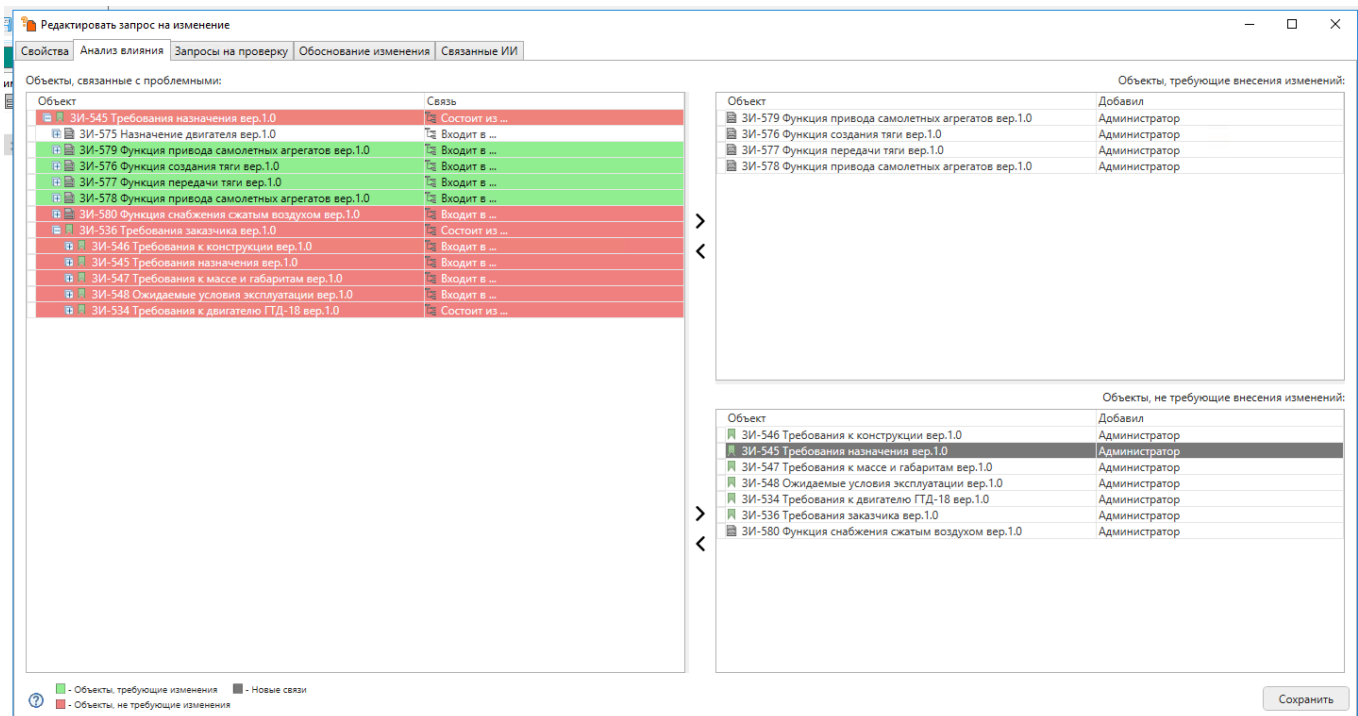 Редактировать запрос на изменение
Свойства Анализ влияния Запросы на проверку Обоснование изменения Связанные ИИ
Объекты, связанные с проблемными:
Объект Связь
ЗИ-545 Требования назначения вер.1.0 Состоит из ...
ЗИ-575 Назначение двигателя вер.1.0 Входит в ...
ЗИ-579 Функция привода самолетных агрегатов вер.1.0 Входит в ...
ЗИ-576 Функция создания тяги вер.1.0 Входит в ...
ЗИ-577 Функция передачи тяги вер.1.0 Входит в ...
ЗИ-578 Функция привода самолетных агрегатов вер.1.0 Входит в ...
ЗИ-580 Функция снабжения сжатым воздухом вер.1.0 Входит в ...
ЗИ-536 Требования заказчика вер.1.0 Состоит из ...
ЗИ-546 Требования к конструкции вер.1.0 Входит в ...
ЗИ-545 Требования назначения вер.1.0 Входит в ...
ЗИ-547 Требования к массе и габаритам вер.1.0 Входит в ...
ЗИ-548 Ожидаемые условия эксплуатации вер.1.0 Входит в ...
ЗИ-534 Требования к двигателю ГТД-18 вер.1.0 Состоит из ...
Объекты, требующие внесения изменений:
Объект Добавил
ЗИ-579 Функция привода самолетных агрегатов вер.1.0 Администратор
ЗИ-576 Функция создания тяги вер.1.0 Администратор
ЗИ-577 Функция передачи тяги вер.1.0 Администратор
ЗИ-578 Функция привода самолетных агрегатов вер.1.0 Администратор
Объекты, не требующие внесения изменений:
Объект Добавил
ЗИ-546 Требования к конструкции вер.1.0 Администратор
ЗИ-545 Требования назначения вер.1.0 Администратор
ЗИ-547 Требования к массе и габаритам вер.1.0 Администратор
ЗИ-548 Ожидаемые условия эксплуатации вер.1.0 Администратор
ЗИ-534 Требования к двигателю ГТД-18 вер.1.0 Администратор
ЗИ-536 Требования заказчика вер.1.0 Администратор
ЗИ-580 Функция снабжения сжатым воздухом вер.1.0 Администратор
- Объекты, требующие изменения - Новые связи
- Объекты, не требующие изменения
Сохранить